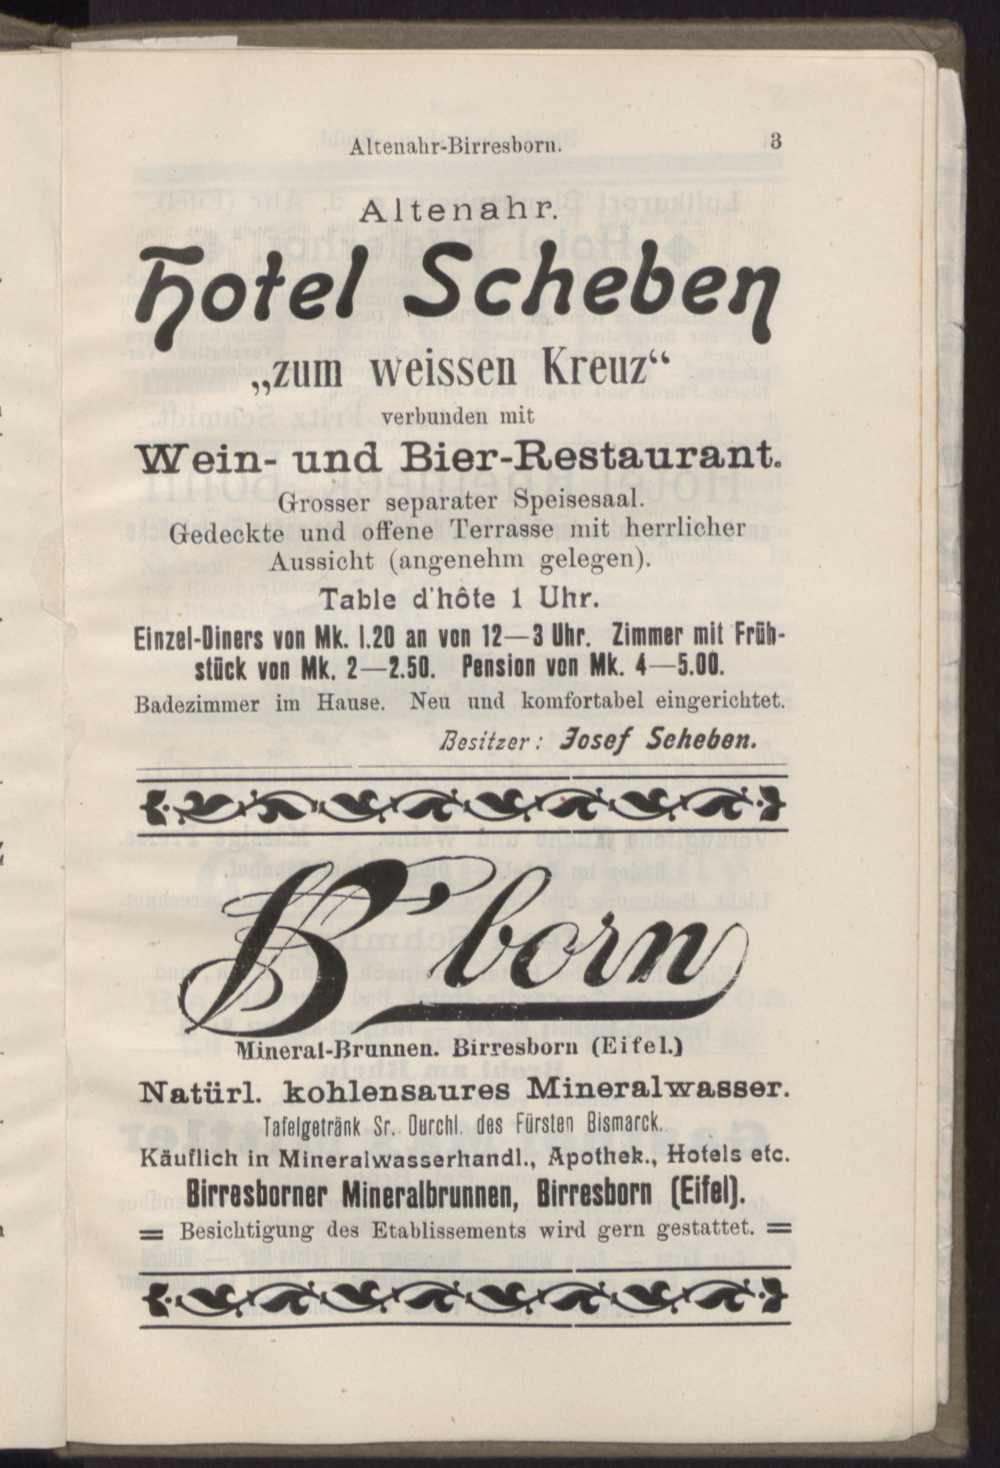 Altenahr-Birresborn.
3
Altenahr.
Hotel Scheben
„zum weissen Kreuz“
verbunden mit
Wein- und Bier-Restaurant.
Grosser separater Speisesaal.
Gedeckte und offene Terrasse mit herrlicher
Aussicht (angenehm gelegen).
Table d'hôte 1 Uhr.
Einzel-Diners von Mk. 1.20 an von 12—3 Uhr. Zimmer mit Früh-
stück von Mk. 2—2.50. Pension von Mk. 4—5.00.
Badezimmer im Hause. Neu und komfortabel eingerichtet.
Besitzer: Josef Scheben.
B'born
Mineral-Brunnen. Birresborn (Eifel.)
Natürl. kohlensaures Mineralwasser.
Tafelgetränk Sr. Durchl. des Fürsten Bismarck.
Käuflich in Mineralwasserhandl., Apothek., Hotels etc.
Birresborner Mineralbrunnen, Birresborn (Eifel).
= Besichtigung des Etablissements wird gern gestattet. =